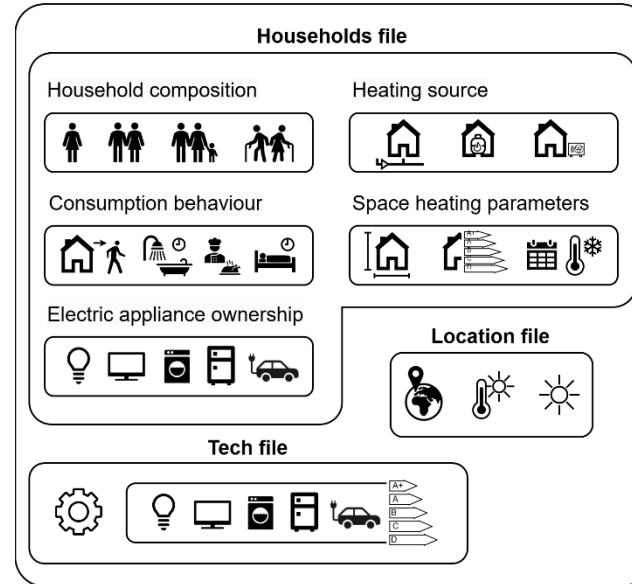 Households file
Household composition
Heating source
Consumption behaviour
Space heating parameters
A+
A
B
C
Electric appliance ownership
Location file
Tech file
A+
A
B
C
D